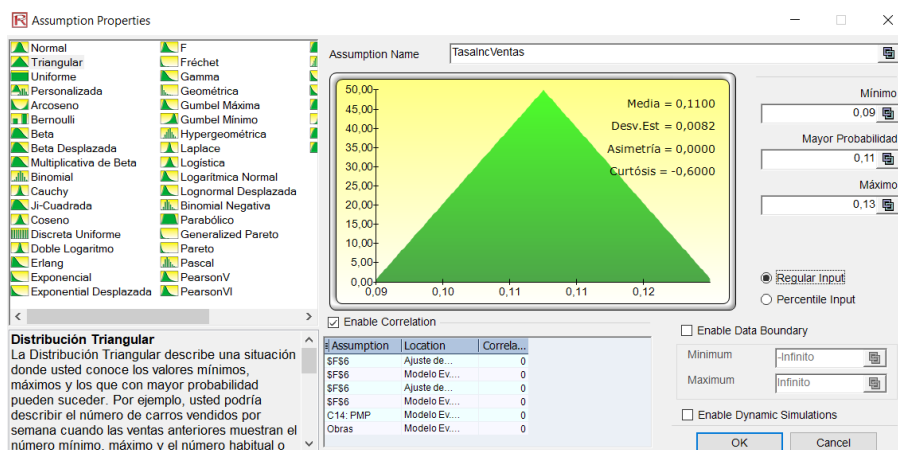 Assumption Properties
Normal
Triangular
Uniforme
Personalizada
Arcoseno
Bernoulli
Beta
Beta Desplazada
Multiplicativa de Beta
Binomial
Cauchy
Ji-Cuadrada
Coseno
Discreta Uniforme
Doble Logaritmo
Erlang
Exponencial
Exponential Desplazada
F
Fréchet
Gamma
Geométrica
Gumbel Máxima
Gumbel Mínimo
Hypergeométrica
Laplace
Logística
Logarítmica Normal
Lognormal Desplazada
Binomial Negativa
Parabólico
Generalized Pareto
Pareto
Pascal
PearsonV
PearsonVI
Distribución Triangular
La Distribución Triangular describe una situación
donde usted conoce los valores mínimos,
máximos y los que con mayor probabilidad
pueden suceder. Por ejemplo, usted podría
describir el número de carros vendidos por
semana cuando las ventas anteriores muestran el
número mínimo, máximo y el número habitual o
Assumption Name TasaIncVentas
50,00
45,00
40,00
35,00
30,00
25,00
20,00
15,00
10,00
5,00
0,09 0,10 0,11 0,11 0,12
Media = 0,1100
Desv.Est = 0,0082
Asimetría = 0,0000
Curtósis = -0,6000
Enable Correlation
Assumption Location Correla...
$F$6 Ajuste de... 0
$F$6 Modelo Ev.... 0
$F$6 Ajuste de... 0
$F$6 Modelo Ev.... 0
C14: PMP Modelo Ev.... 0
Obras Modelo Ev.... 0
Mínimo
0,09
Mayor Probabilidad
0,11
Máximo
0,13
Regular Input
Percentile Input
Enable Data Boundary
Minimum -Infinito
Maximum Infinito
Enable Dynamic Simulations
OK Cancel